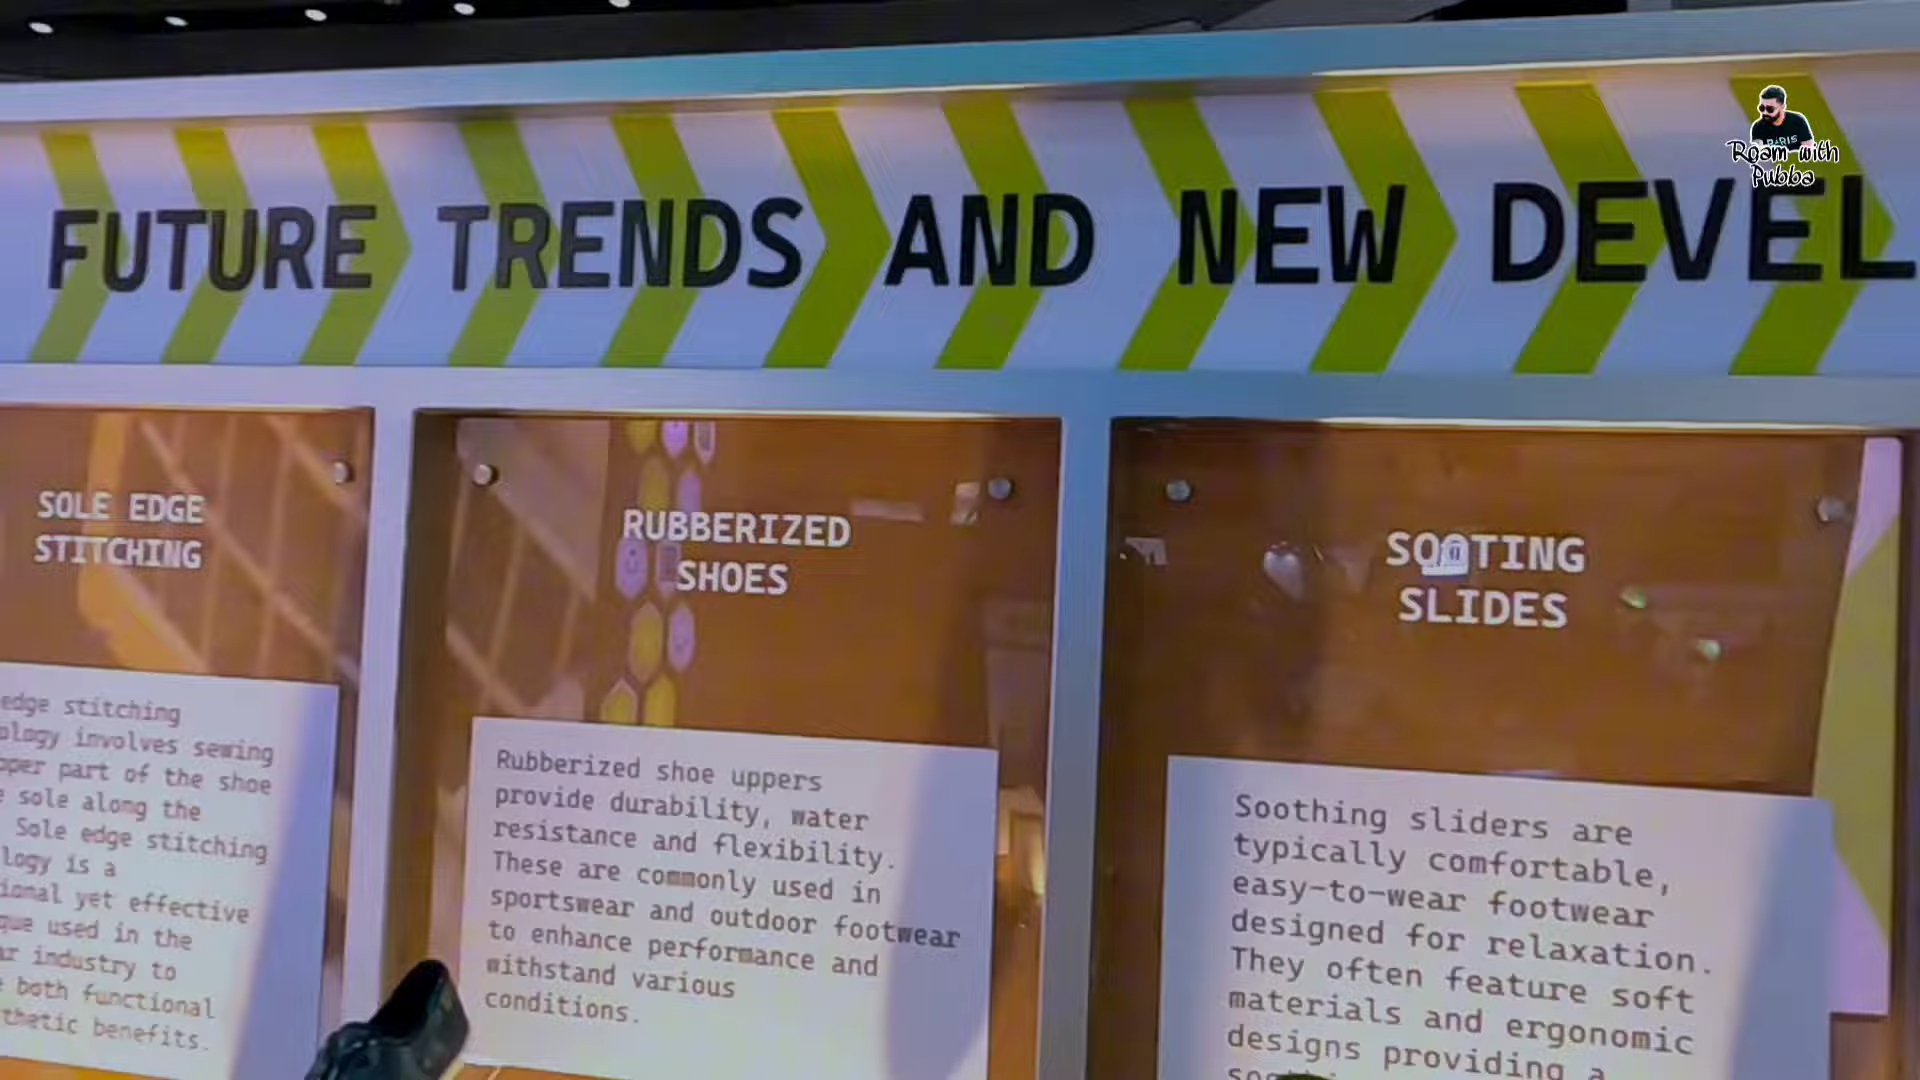 FUTURE TRENDS AND NEW DEVEL
PARIS
Roam with
Pubba
SOLE EDGE
STITCHING
edge stitching
ology involves sewing
pper part of the shoe
e sole along the
Sole edge stitching
logy is a
ional yet effective
que used in the
ar industry to
e both functional
thetic benefits.
RUBBERIZED
SHOES
Rubberized shoe uppers
provide durability, water
resistance and flexibility.
These are commonly used in
sportswear and outdoor footwear
to enhance performance and
withstand various
conditions.
SOOTING
SLIDES
Soothing sliders are
typically comfortable,
easy-to-wear footwear
designed for relaxation.
They often feature soft
materials and ergonomic
designs providing a